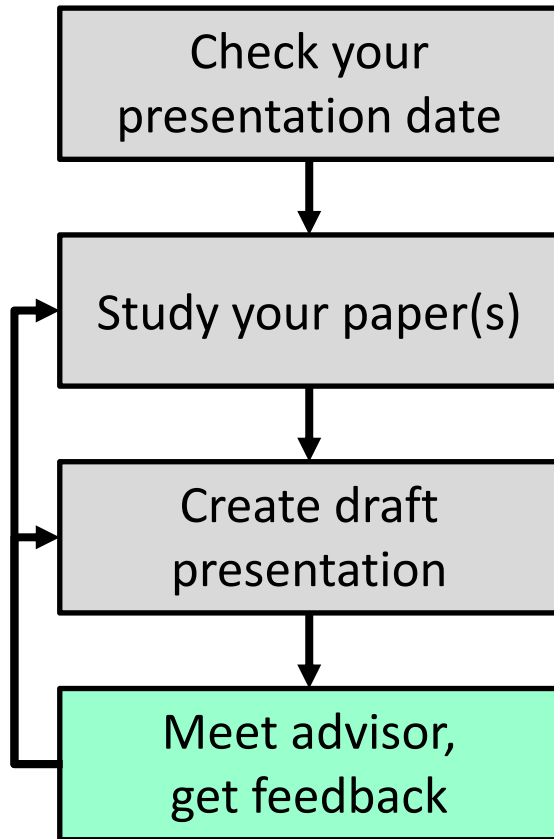 Check your
presentation date
Study your paper(s)
Create draft
presentation
Meet advisor,
get feedback